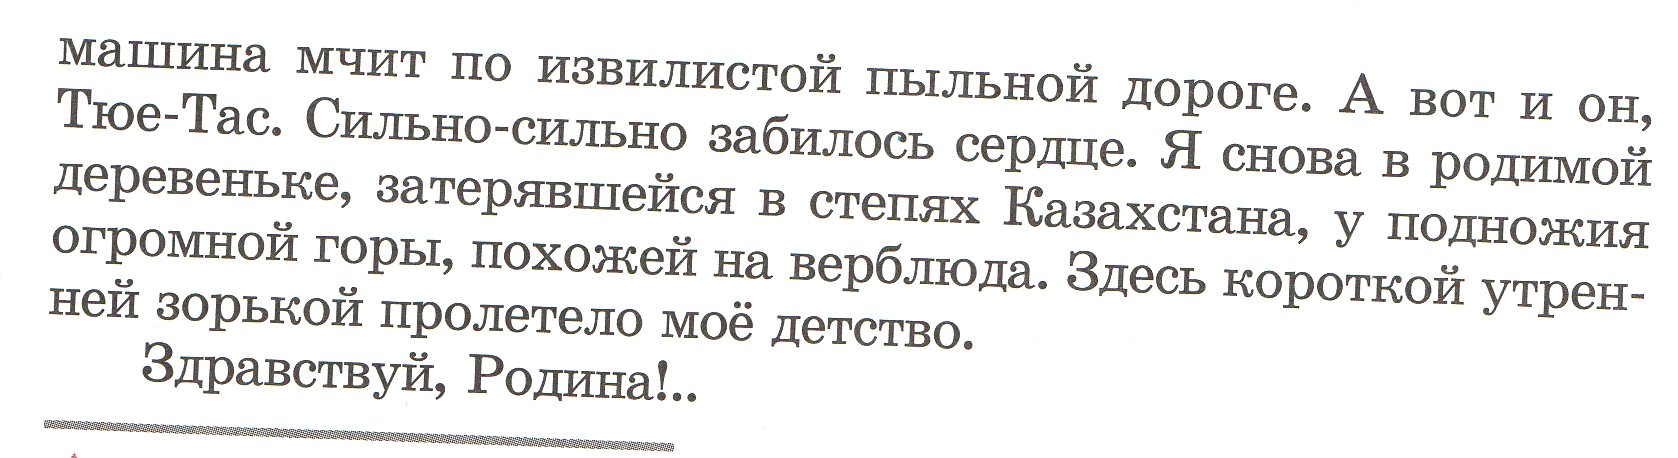 машина мчит по извилистой пыльной дороге. А вот и он,
Тюе-Тас. Сильно-сильно забилось сердце. Я снова в родимой
деревеньке, затерявшейся в степях Казахстана, у подножия
огромной горы, похожей на верблюда. Здесь короткой утрен-
ней зорькой пролетело моё детство.
Здравствуй, Родина!..